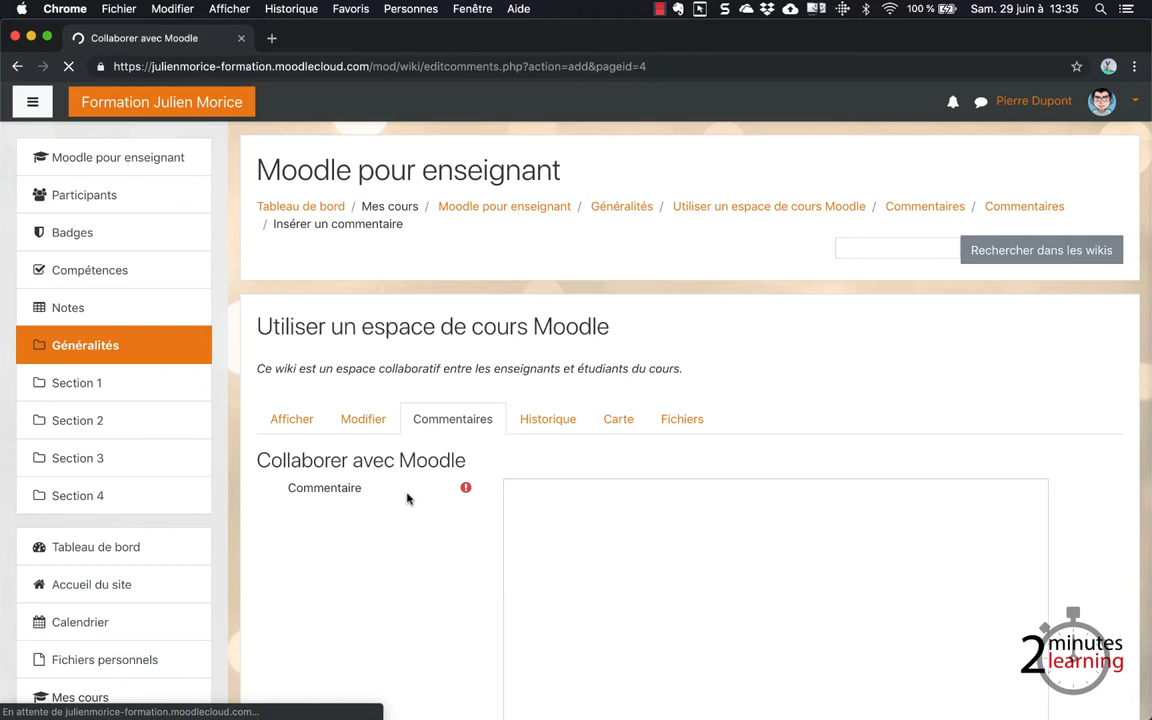 Chrome Fichier Modifier Afficher Historique Favoris Personnes Fenêtre Aide 100 % Sam. 29 juin à 13:35
Collaborer avec Moodle
https://julienmorice-formation.moodlecloud.com/mod/wiki/editcomments.php?action=add&pageid=4
Formation Julien Morice
Pierre Dupont
Moodle pour enseignant
Participants
Badges
Compétences
Notes
Généralités
Section 1
Section 2
Section 3
Section 4
Tableau de bord
Accueil du site
Calendrier
Fichiers personnels
Mes cours
En attente de julienmorice-formation.moodlecloud.com...
Moodle pour enseignant
Tableau de bord / Mes cours / Moodle pour enseignant / Généralités / Utiliser un espace de cours Moodle / Commentaires / Commentaires
/ Insérer un commentaire
Rechercher dans les wikis
Utiliser un espace de cours Moodle
Ce wiki est un espace collaboratif entre les enseignants et étudiants du cours.
Afficher Modifier Commentaires Historique Carte Fichiers
Collaborer avec Moodle
Commentaire
2 minutes
learning